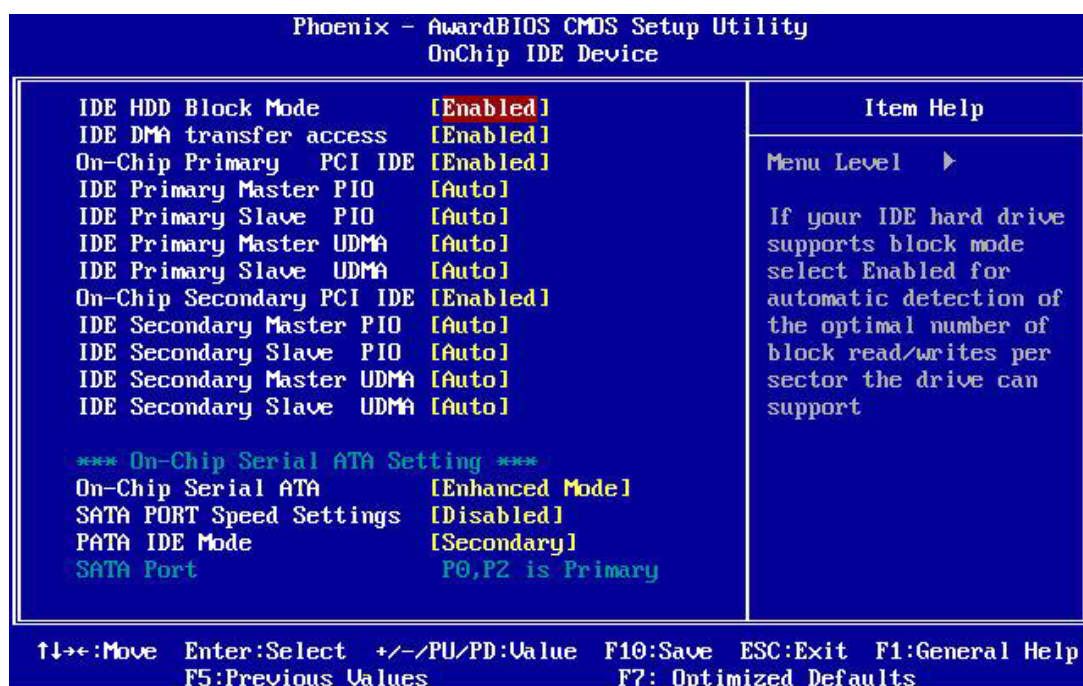 Phoenix - AwardBIOS CMOS Setup Utility
OnChip IDE Device
IDE HDD Block Mode [Enabled]
IDE DMA transfer access [Enabled]
On-Chip Primary PCI IDE [Enabled]
IDE Primary Master PIO [Auto]
IDE Primary Slave PIO [Auto]
IDE Primary Master UDMA [Auto]
IDE Primary Slave UDMA [Auto]
On-Chip Secondary PCI IDE [Enabled]
IDE Secondary Master PIO [Auto]
IDE Secondary Slave PIO [Auto]
IDE Secondary Master UDMA [Auto]
IDE Secondary Slave UDMA [Auto]
*** On-Chip Serial ATA Setting ***
On-Chip Serial ATA [Enhanced Mode]
SATA PORT Speed Settings [Disabled]
PATA IDE Mode [Secondary]
SATA Port P0,P2 is Primary
Item Help
Menu Level ▶
If your IDE hard drive
supports block mode
select Enabled for
automatic detection of
the optimal number of
block read/writes per
sector the drive can
support
↑↓→←:Move Enter:Select +/-/PU/PD:Value F10:Save ESC:Exit F1:General Help
F5:Previous Values F7: Optimized Defaults